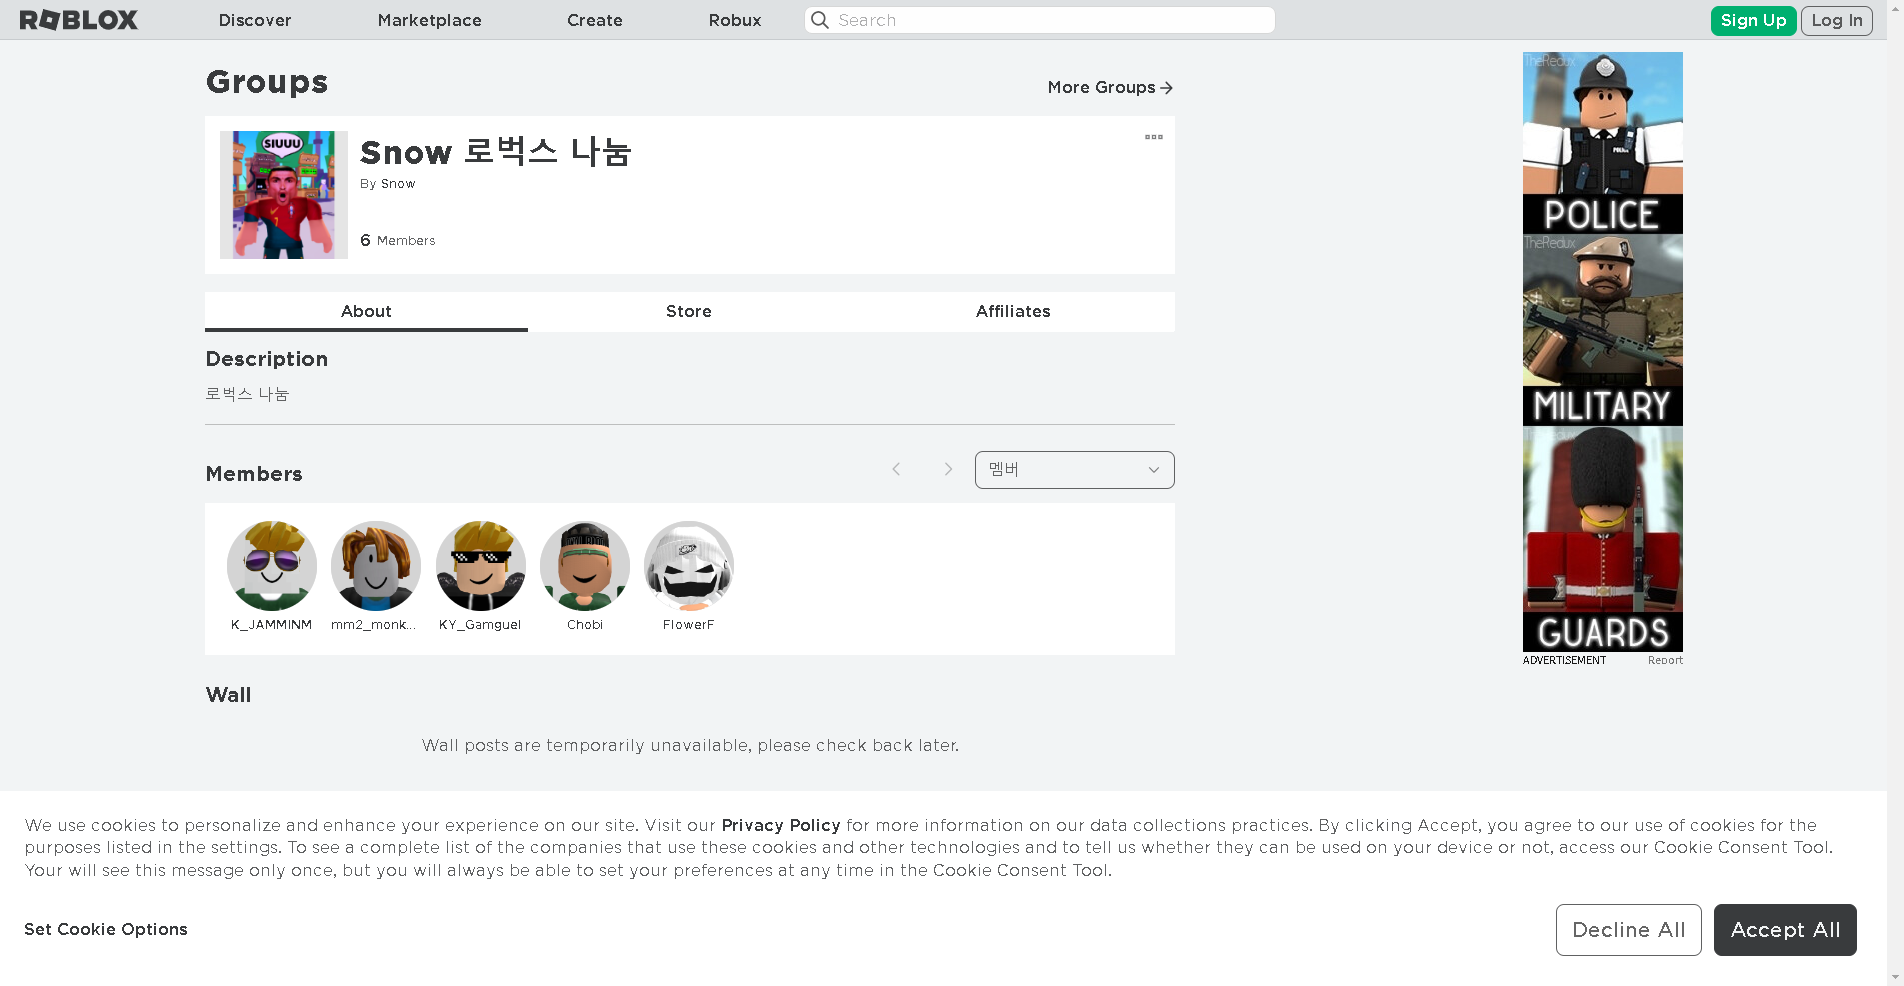 ROBLOX
Discover
Marketplace
Create
Robux
Search
Sign Up
Log In
Groups
More Groups
SIUUU
Snow 로벅스 나눔
By Snow
6 Members
About
Store
Affiliates
Description
로벅스 나눔
Members
멤버
K_JAMMINM
mm2_monk...
KY_Gamguel
Chobi
FlowerF
Wall
Wall posts are temporarily unavailable, please check back later.
TheRedux
POLICE
POLICE
TheRedux
MILITARY
TheRedux
GUARDS
ADVERTISEMENT
Report
We use cookies to personalize and enhance your experience on our site. Visit our Privacy Policy for more information on our data collections practices. By clicking Accept, you agree to our use of cookies for the
purposes listed in the settings. To see a complete list of the companies that use these cookies and other technologies and to tell us whether they can be used on your device or not, access our Cookie Consent Tool.
Your will see this message only once, but you will always be able to set your preferences at any time in the Cookie Consent Tool.
Set Cookie Options
Decline All
Accept All